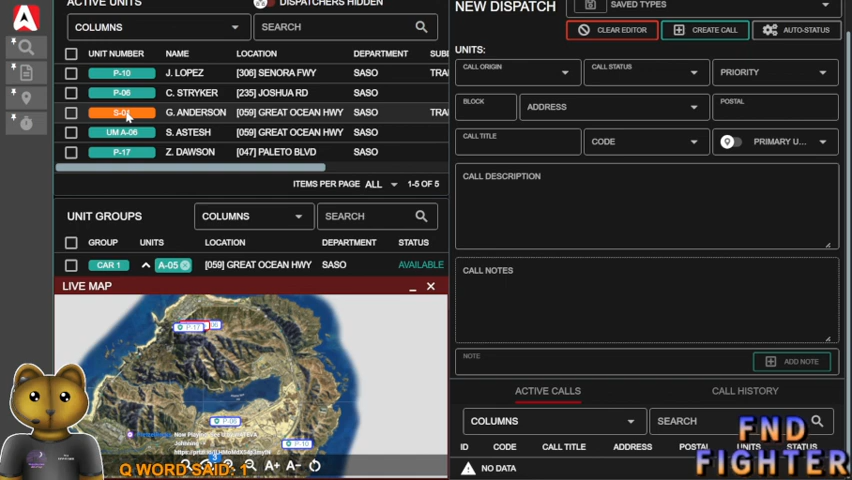 ACTIVE UNITS
DISPATCHERS HIDDEN
COLUMNS
SEARCH
UNIT NUMBER NAME LOCATION DEPARTMENT
P-10 J. LOPEZ [306] SENORA FWY SASO
P-06 C. STRYKER [235] JOSHUA RD SASO
G. ANDERSON [059] GREAT OCEAN HWY SASO
UM A-06 S. ASTESH [059] GREAT OCEAN HWY SASO
P-17 Z. DAWSON [047] PALETO BLVD SASO
ITEMS PER PAGE ALL 1-5 OF 5
UNIT GROUPS
COLUMNS
SEARCH
GROUP UNITS LOCATION DEPARTMENT STATUS
CAR 1 A-05 [059] GREAT OCEAN HWY SASO AVAILABLE
LIVE MAP
P-17
P-06
P-10
Now Playing
3
A+ A-
Q WORD SAID: 1
NEW DISPATCH
SAVED TYPES
CLEAR EDITOR
CREATE CALL
AUTO-STATUS
UNITS:
CALL ORIGIN
CALL STATUS
PRIORITY
BLOCK
ADDRESS
POSTAL
CALL TITLE
CODE
PRIMARY U...
CALL DESCRIPTION
CALL NOTES
NOTE
ADD NOTE
ACTIVE CALLS
CALL HISTORY
COLUMNS
SEARCH
ID CODE CALL TITLE ADDRESS POSTAL UNITS STATUS
NO DATA
FND
FIGHTER